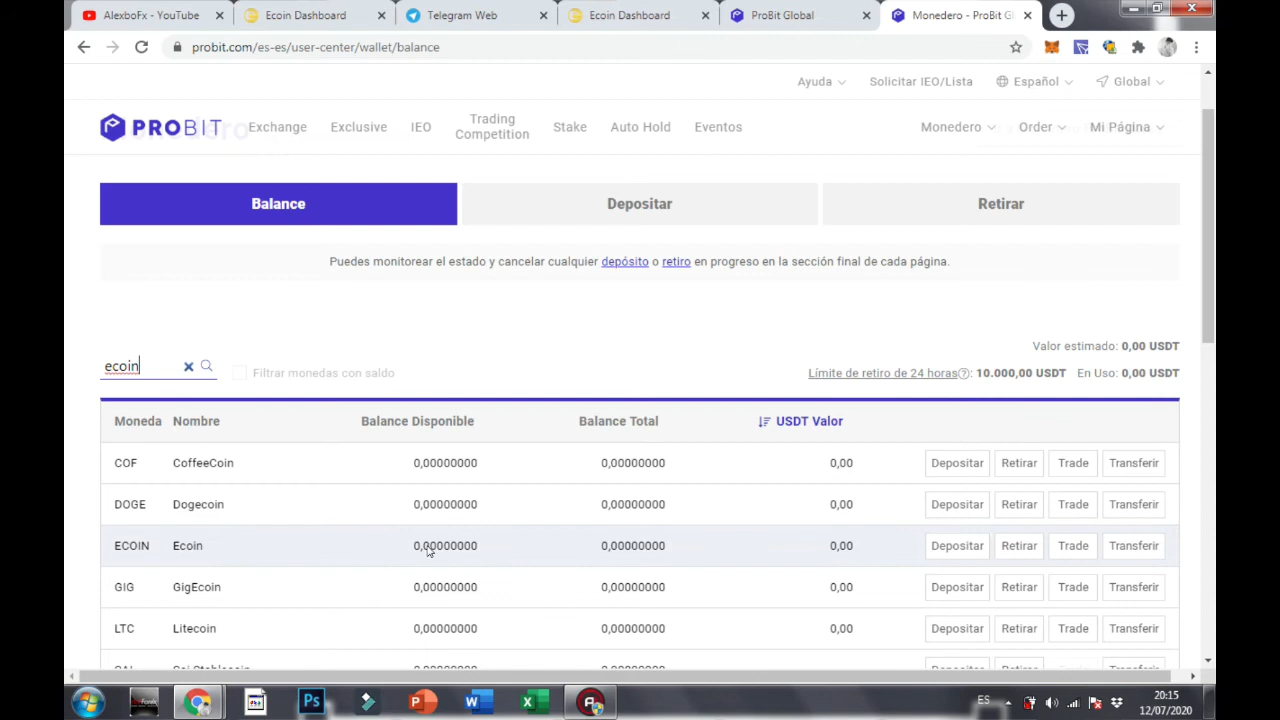 AlexboFx - YouTube
Ecoin Dashboard
Telegram Web
Ecoin Dashboard
ProBit Global
Monedero - ProBit Gl
probit.com/es-es/user-center/wallet/balance
Ayuda
Solicitar IEO/Lista
Español
Global
PROBIT
Exchange
Exclusive
IEO
Trading
Competition
Stake
Auto Hold
Eventos
Monedero
Order
Mi Página
Balance
Depositar
Retirar
Puedes monitorear el estado y cancelar cualquier depósito o retiro en progreso en la sección final de cada página.
Valor estimado: 0,00 USDT
ecoin
Filtrar monedas con saldo
Límite de retiro de 24 horas?: 10.000,00 USDT En Uso: 0,00 USDT
Moneda Nombre Balance Disponible Balance Total USDT Valor
COF CoffeeCoin 0,00000000 0,00000000 0,00 Depositar Retirar Trade Transferir
DOGE Dogecoin 0,00000000 0,00000000 0,00 Depositar Retirar Trade Transferir
ECOIN Ecoin 0,00000000 0,00000000 0,00 Depositar Retirar Trade Transferir
GIG GigEcoin 0,00000000 0,00000000 0,00 Depositar Retirar Trade Transferir
LTC Litecoin 0,00000000 0,00000000 0,00 Depositar Retirar Trade Transferir
ES
20:15
12/07/2020